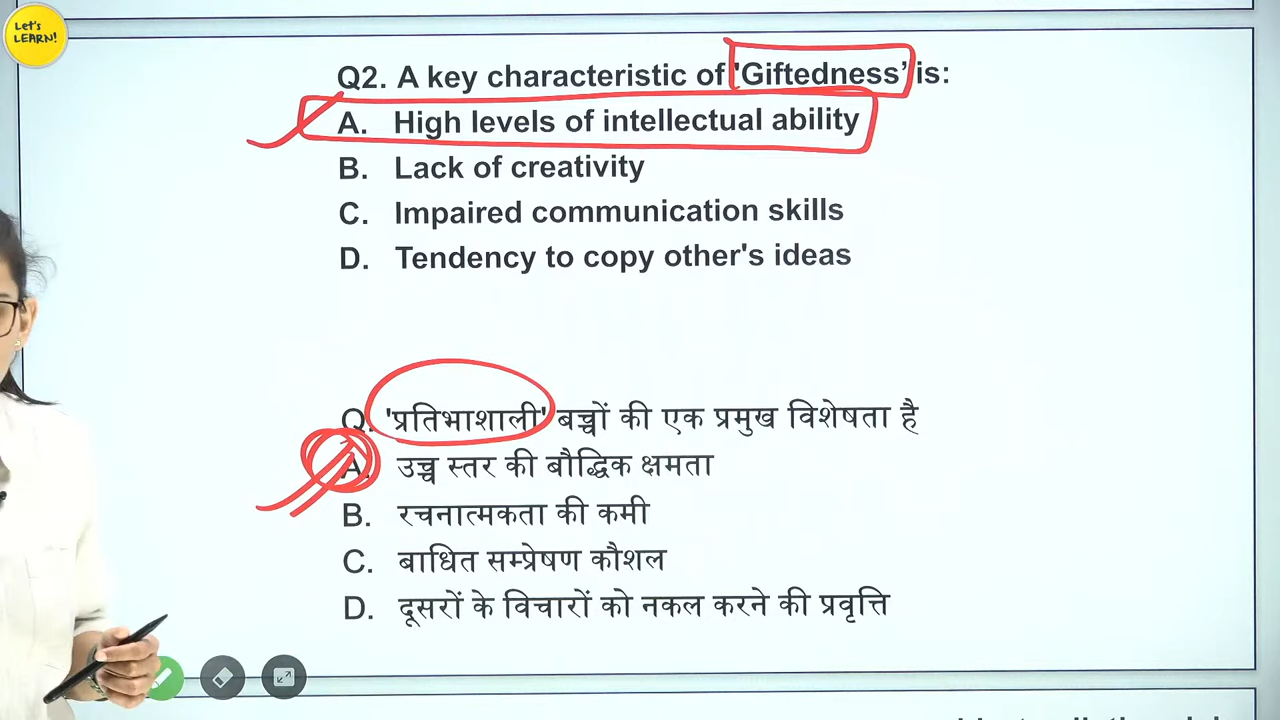 Let's
LEARN!
Q2. A key characteristic of 'Giftedness' is:
A. High levels of intellectual ability
B. Lack of creativity
C. Impaired communication skills
D. Tendency to copy other's ideas
Q. 'प्रतिभाशाली' बच्चों की एक प्रमुख विशेषता है
A. उच्च स्तर की बौद्धिक क्षमता
B. रचनात्मकता की कमी
C. बाधित सम्प्रेषण कौशल
D. दूसरों के विचारों को नकल करने की प्रवृत्ति